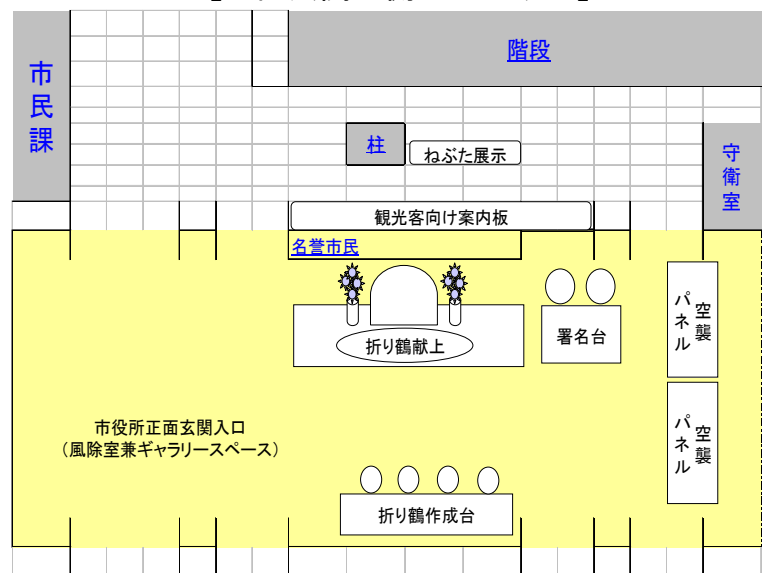 階段
市民課
柱
ねぶた展示
守衛室
観光客向け案内板
名誉市民
折り鶴献上
署名台
空襲
パネル
市役所正面玄関入口
(風除室兼ギャラリースペース)
空襲
パネル
折り鶴作成台